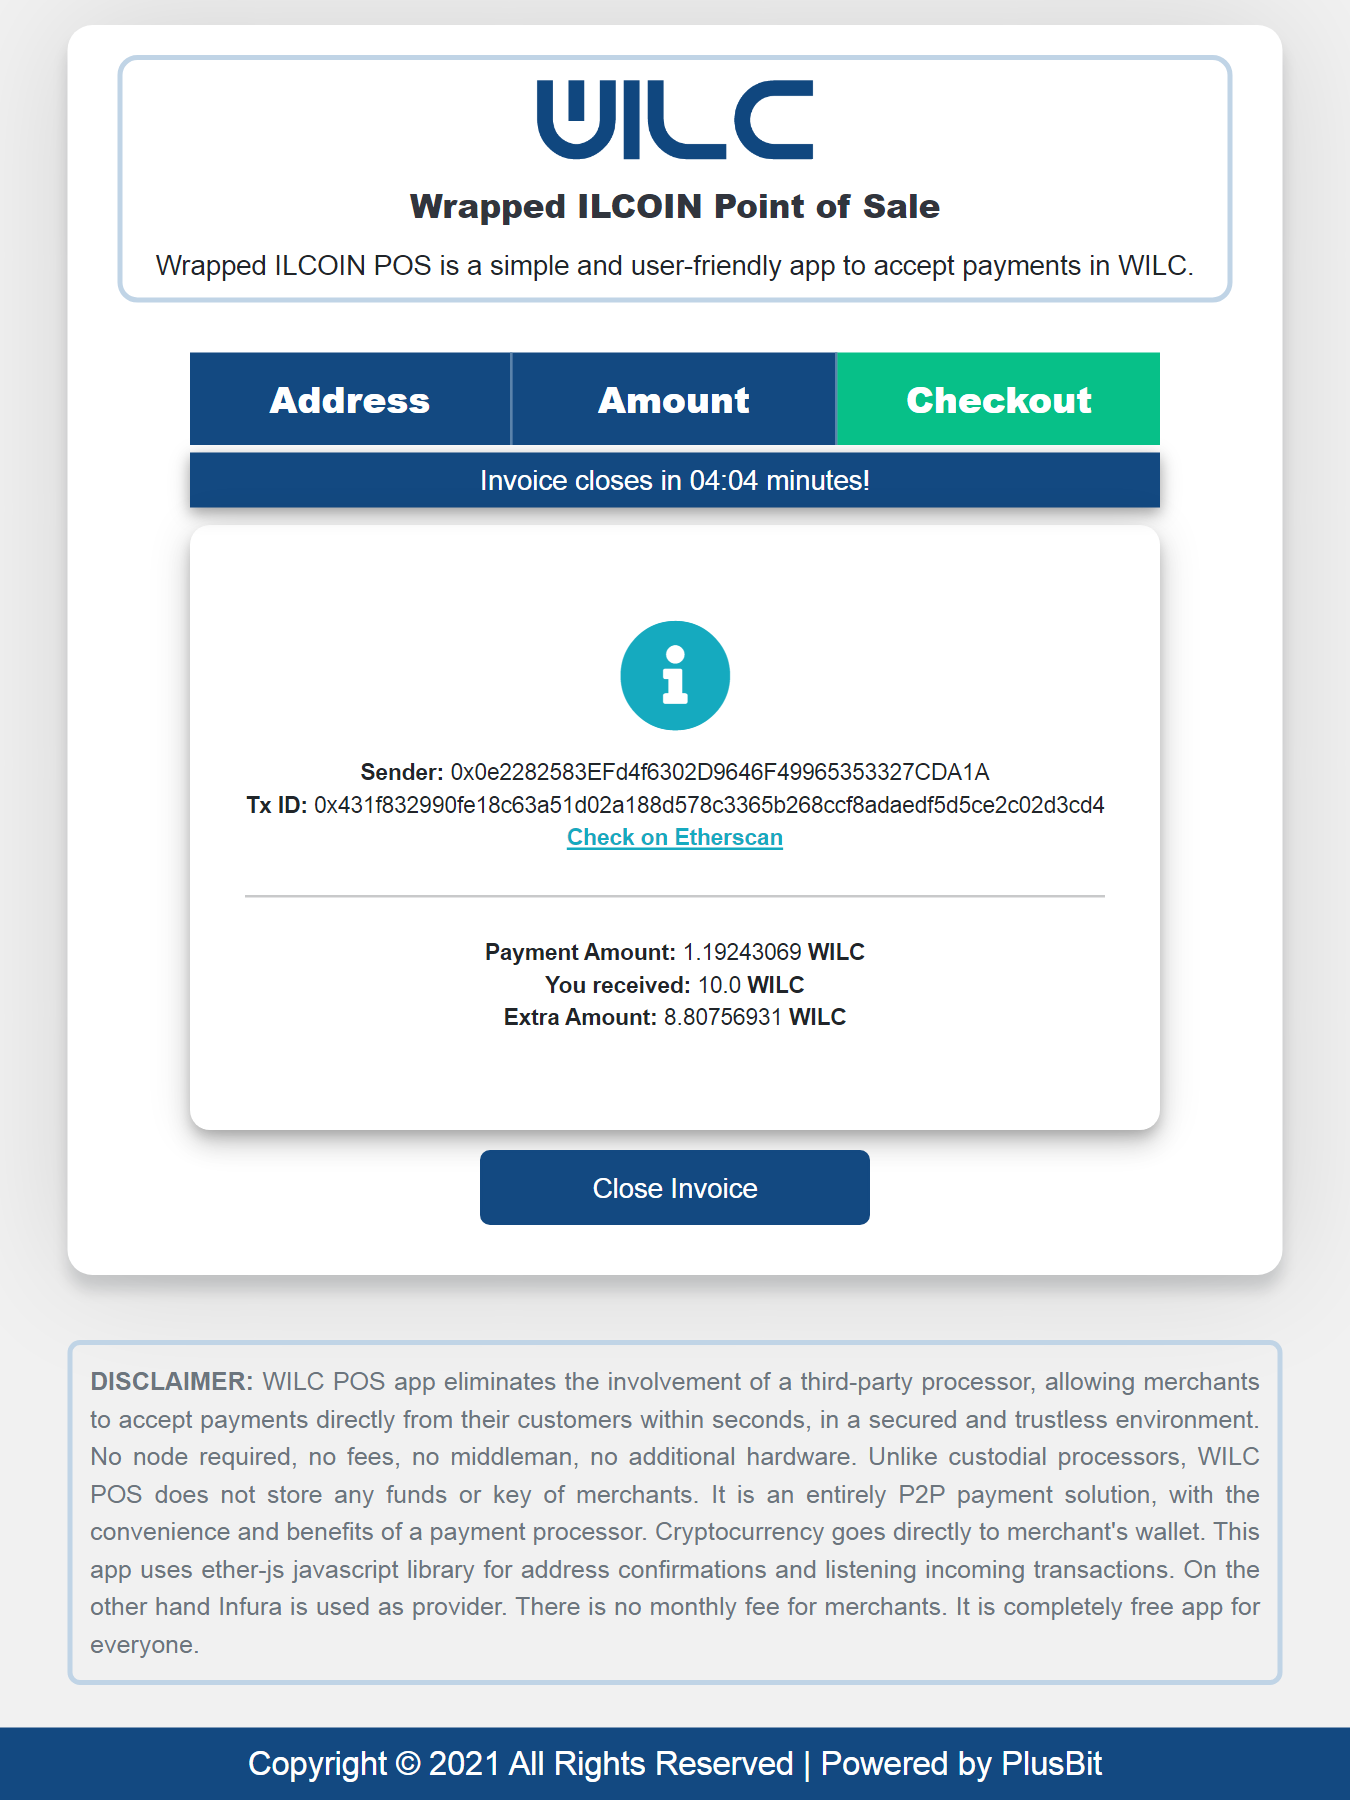 WILC
Wrapped ILCOIN Point of Sale
Wrapped ILCOIN POS is a simple and user-friendly app to accept payments in WILC.
Address Amount Checkout
Invoice closes in 04:04 minutes!
Sender: 0x0e2282583EFd4f6302D9646F49965353327CDA1A
Tx ID: 0x431f832990fe18c63a51d02a188d578c3365b268ccf8adaedf5d5ce2c02d3cd4
Check on Etherscan
Payment Amount: 1.19243069 WILC
You received: 10.0 WILC
Extra Amount: 8.80756931 WILC
Close Invoice
DISCLAIMER: WILC POS app eliminates the involvement of a third-party processor, allowing merchants
to accept payments directly from their customers within seconds, in a secured and trustless environment.
No node required, no fees, no middleman, no additional hardware. Unlike custodial processors, WILC
POS does not store any funds or key of merchants. It is an entirely P2P payment solution, with the
convenience and benefits of a payment processor. Cryptocurrency goes directly to merchant's wallet. This
app uses ether-js javascript library for address confirmations and listening incoming transactions. On the
other hand Infura is used as provider. There is no monthly fee for merchants. It is completely free app for
everyone.
Copyright © 2021 All Rights Reserved | Powered by PlusBit